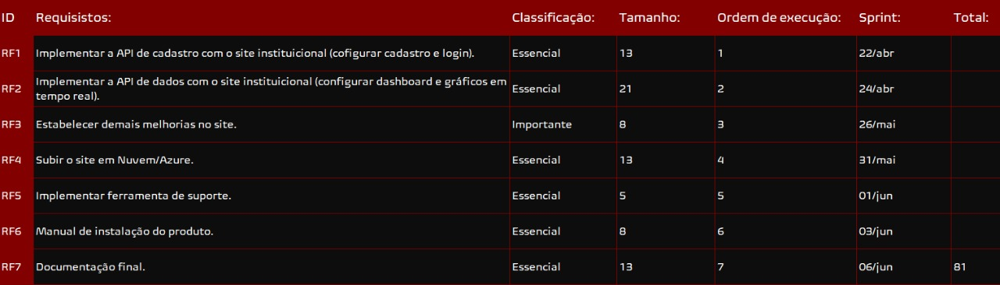 ID Requisistos: Classificação: Tamanho: Ordem de execução: Sprint: Total:
RF1 Implementar a API de cadastro com o site instituicional (cofigurar cadastro e login). Essencial 13 1 22/abr
RF2 Implementar a API de dados com o site instituicional (configurar dashboard e gráficos em
tempo real). Essencial 21 2 24/abr
RF3 Estabelecer demais melhorias no site. Importante 8 3 26/mai
RF4 Subir o site em Nuvem/Azure. Essencial 13 4 31/mai
RF5 Implementar ferramenta de suporte. Essencial 5 5 01/jun
RF6 Manual de instalação do produto. Essencial 8 6 03/jun
RF7 Documentação final. Essencial 13 7 06/jun 81